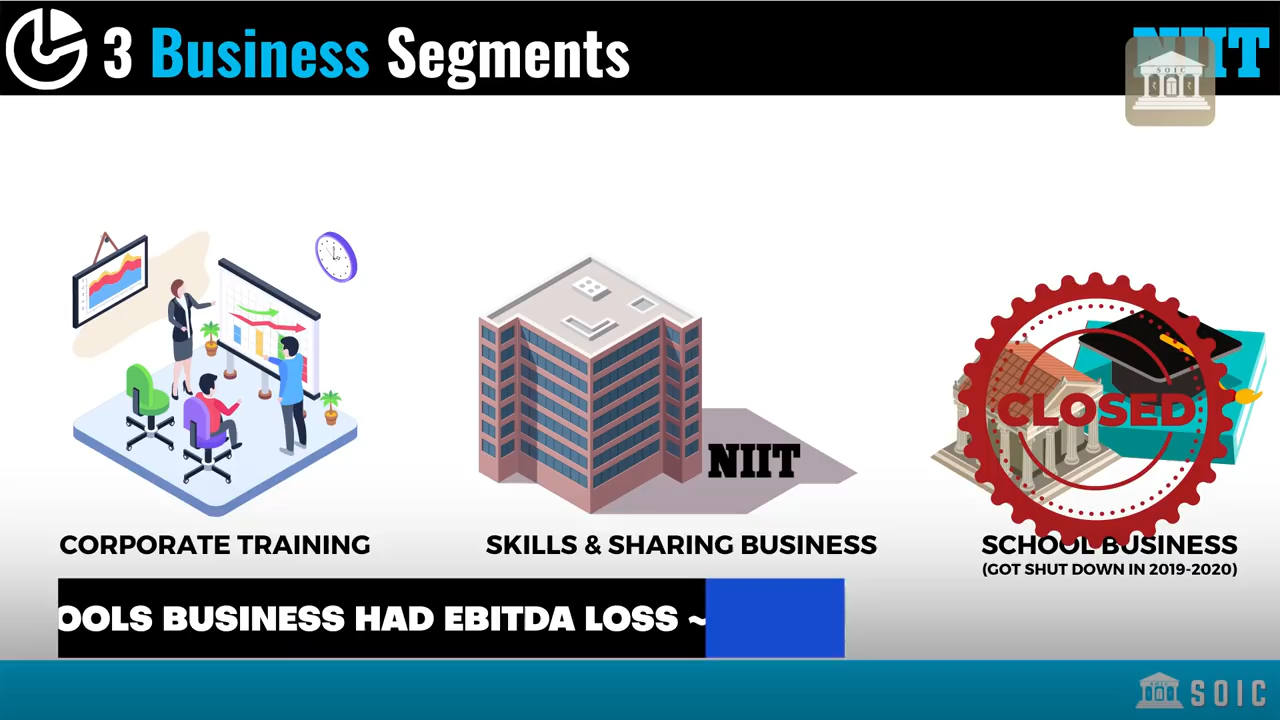 3 Business Segments
NIIT
SOIC
NIIT
CLOSED
CORPORATE TRAINING
SKILLS & SHARING BUSINESS
SCHOOL BUSINESS
(GOT SHUT DOWN IN 2019-2020)
OOLS BUSINESS HAD EBITDA LOSS ~
SOIC